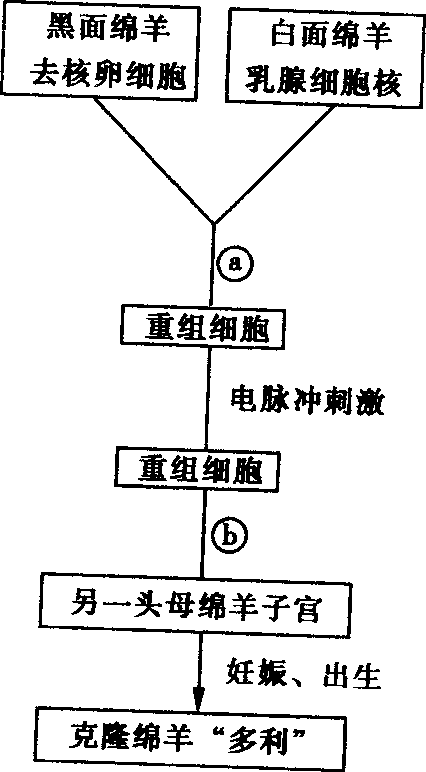 黑面绵羊
去核卵细胞
白面绵羊
乳腺细胞核
a
重组细胞
电脉冲刺激
重组细胞
b
另一头母绵羊子宫
妊娠、出生
克隆绵羊“多利”